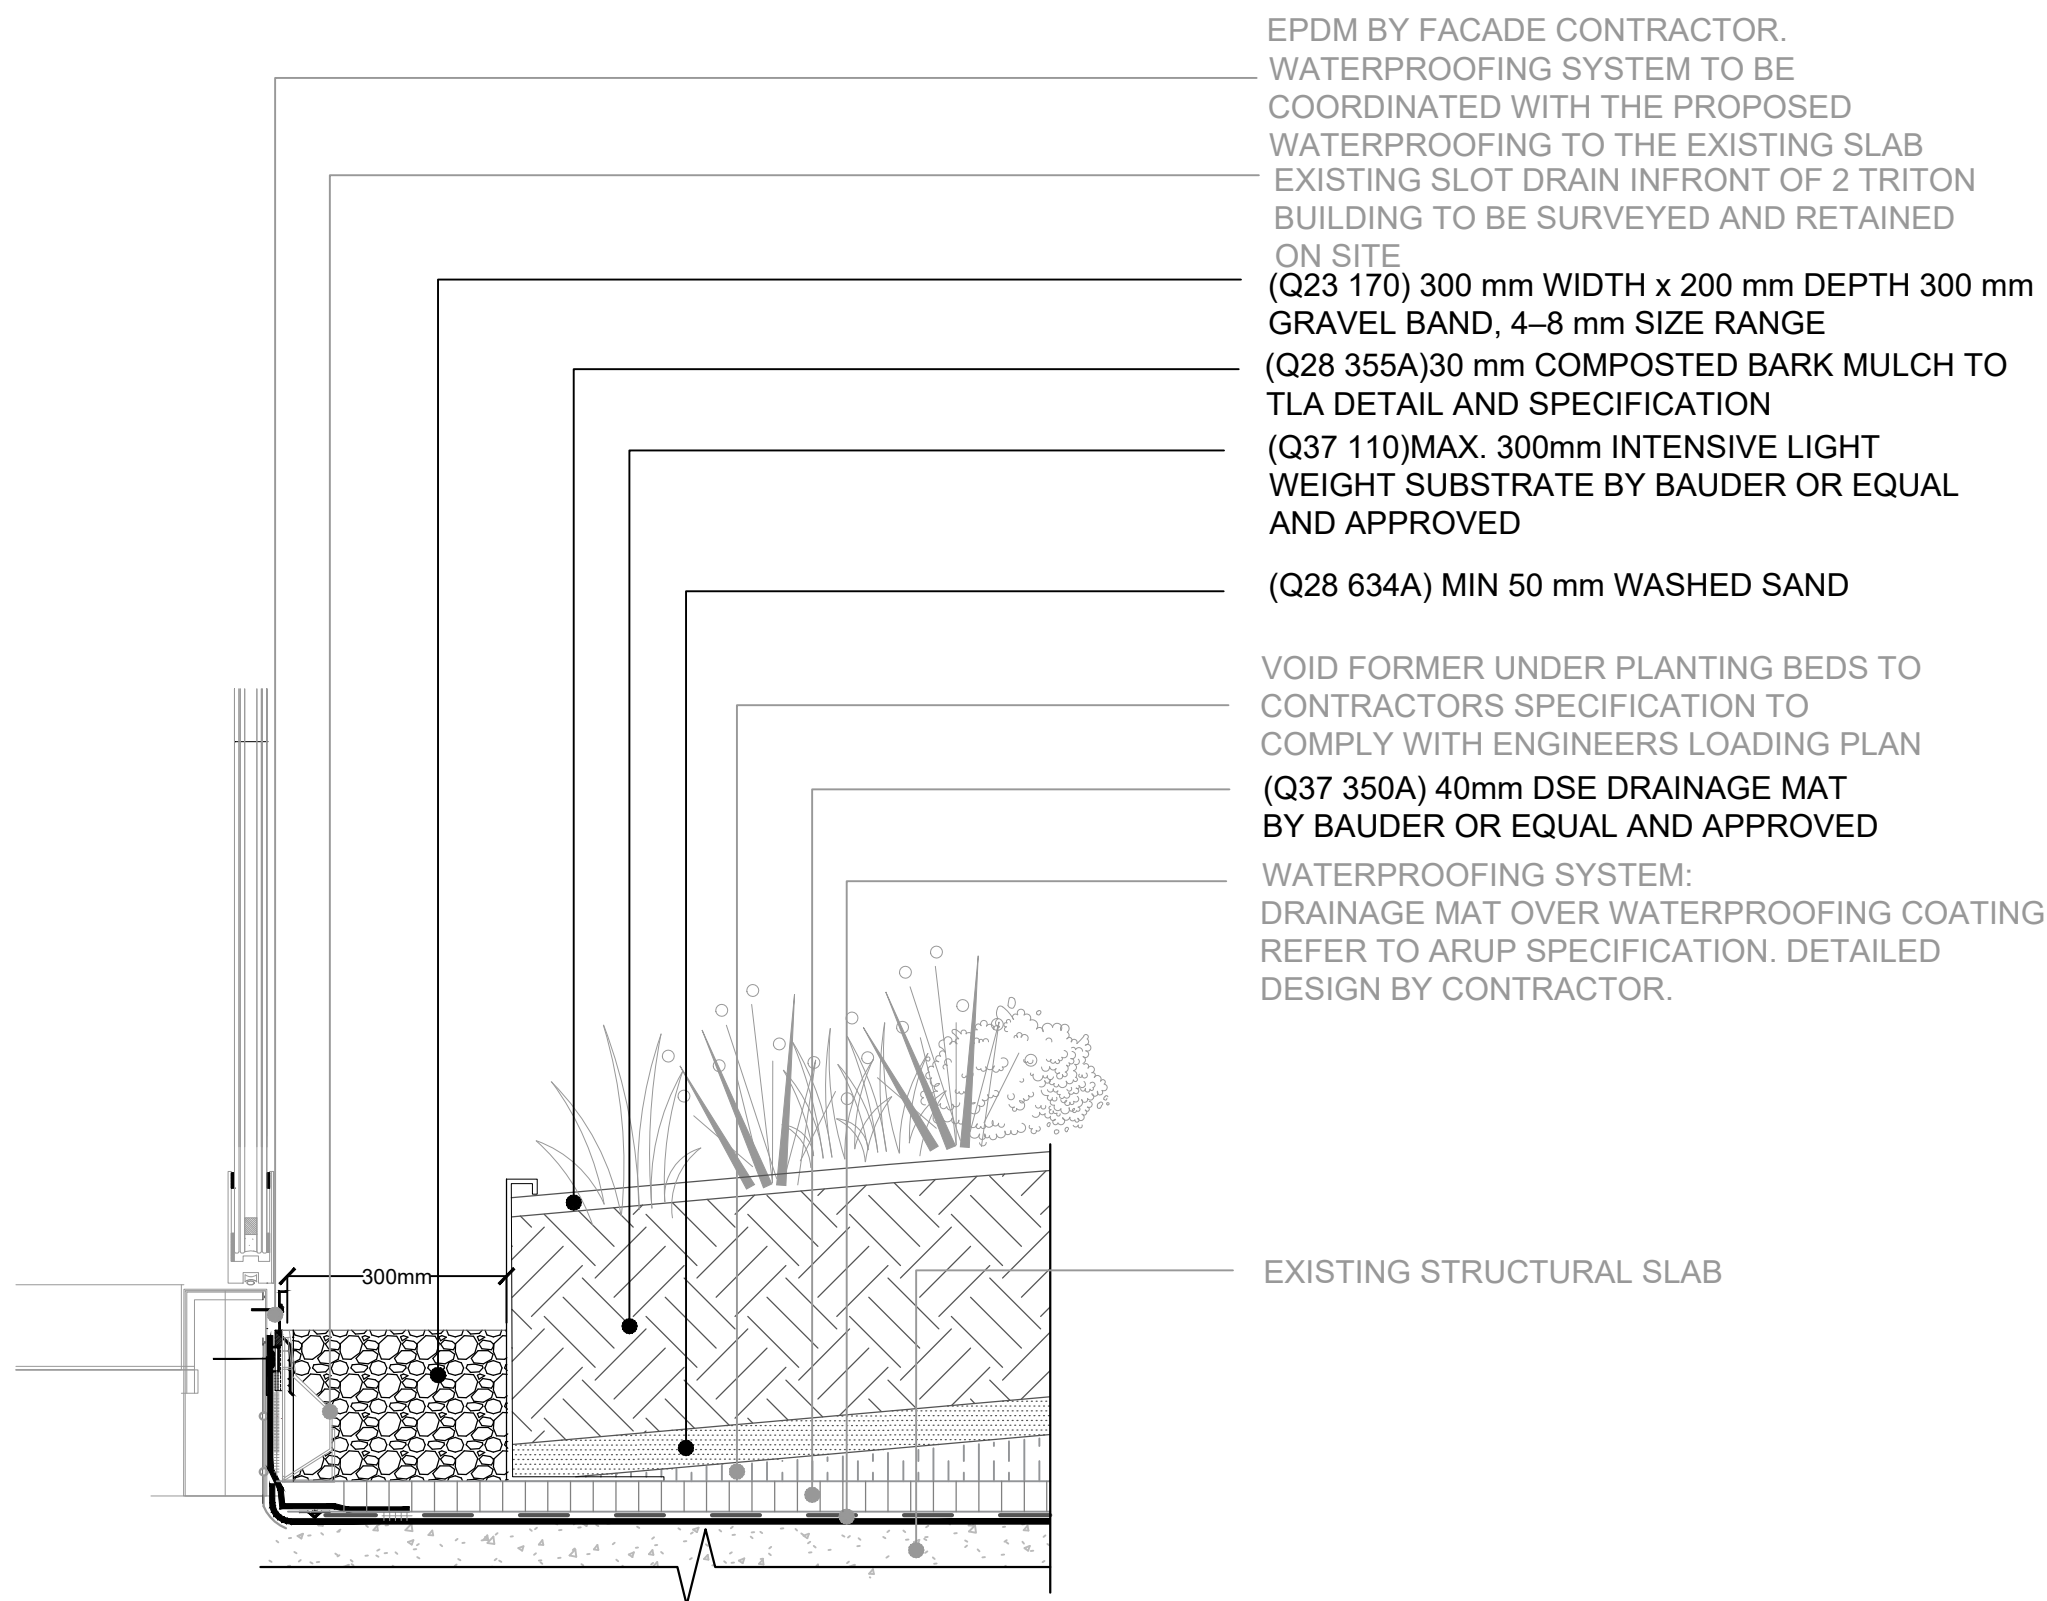 EPDM BY FACADE CONTRACTOR.
WATERPROOFING SYSTEM TO BE
COORDINATED WITH THE PROPOSED
WATERPROOFING TO THE EXISTING SLAB
EXISTING SLOT DRAIN INFRONT OF 2 TRITON
BUILDING TO BE SURVEYED AND RETAINED
ON SITE
(Q23 170) 300 mm WIDTH x 200 mm DEPTH 300 mm
GRAVEL BAND, 4–8 mm SIZE RANGE
(Q28 355A)30 mm COMPOSTED BARK MULCH TO
TLA DETAIL AND SPECIFICATION
(Q37 110)MAX. 300mm INTENSIVE LIGHT
WEIGHT SUBSTRATE BY BAUDER OR EQUAL
AND APPROVED
(Q28 634A) MIN 50 mm WASHED SAND
VOID FORMER UNDER PLANTING BEDS TO
CONTRACTORS SPECIFICATION TO
COMPLY WITH ENGINEERS LOADING PLAN
(Q37 350A) 40mm DSE DRAINAGE MAT
BY BAUDER OR EQUAL AND APPROVED
WATERPROOFING SYSTEM:
DRAINAGE MAT OVER WATERPROOFING COATING
REFER TO ARUP SPECIFICATION. DETAILED
DESIGN BY CONTRACTOR.
EXISTING STRUCTURAL SLAB
300mm